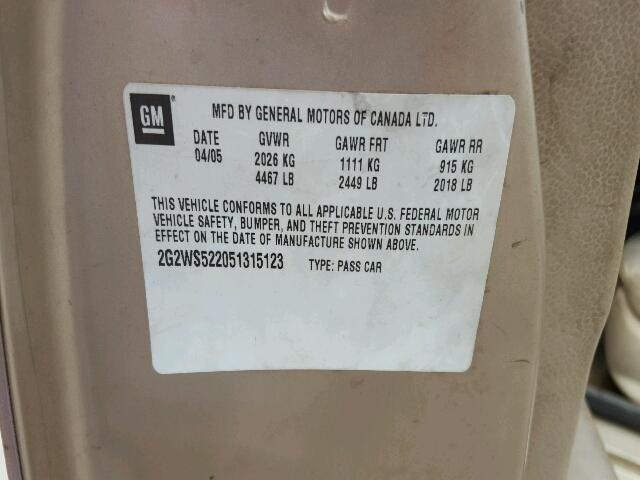 GM
MFD BY GENERAL MOTORS OF CANADA LTD.
DATE GVWR GAWR FRT GAWR RR
04/05 2026 KG 1111 KG 915 KG
4467 LB 2449 LB 2018 LB
THIS VEHICLE CONFORMS TO ALL APPLICABLE U.S. FEDERAL MOTOR
VEHICLE SAFETY, BUMPER, AND THEFT PREVENTION STANDARDS IN
EFFECT ON THE DATE OF MANUFACTURE SHOWN ABOVE.
2G2WS522051315123 TYPE: PASS CAR